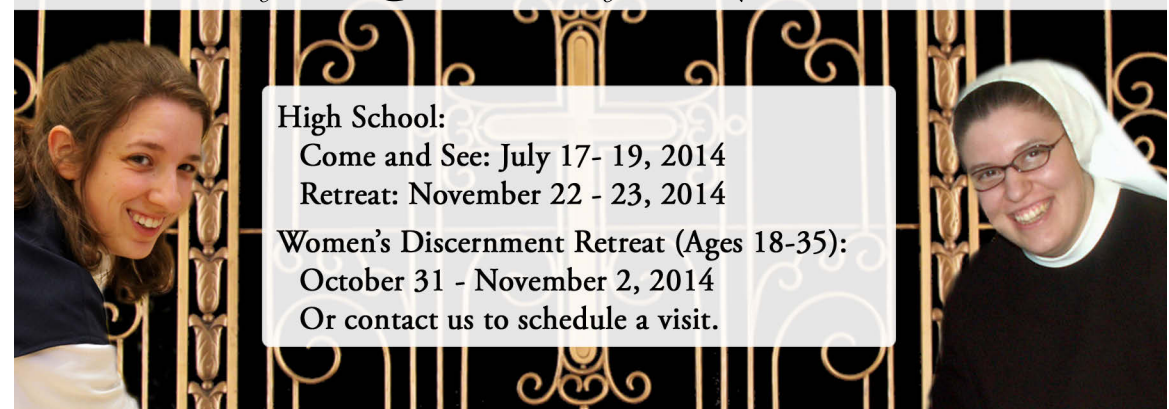 High School:
Come and See: July 17- 19, 2014
Retreat: November 22 - 23, 2014
Women's Discernment Retreat (Ages 18-35):
October 31 - November 2, 2014
Or contact us to schedule a visit.